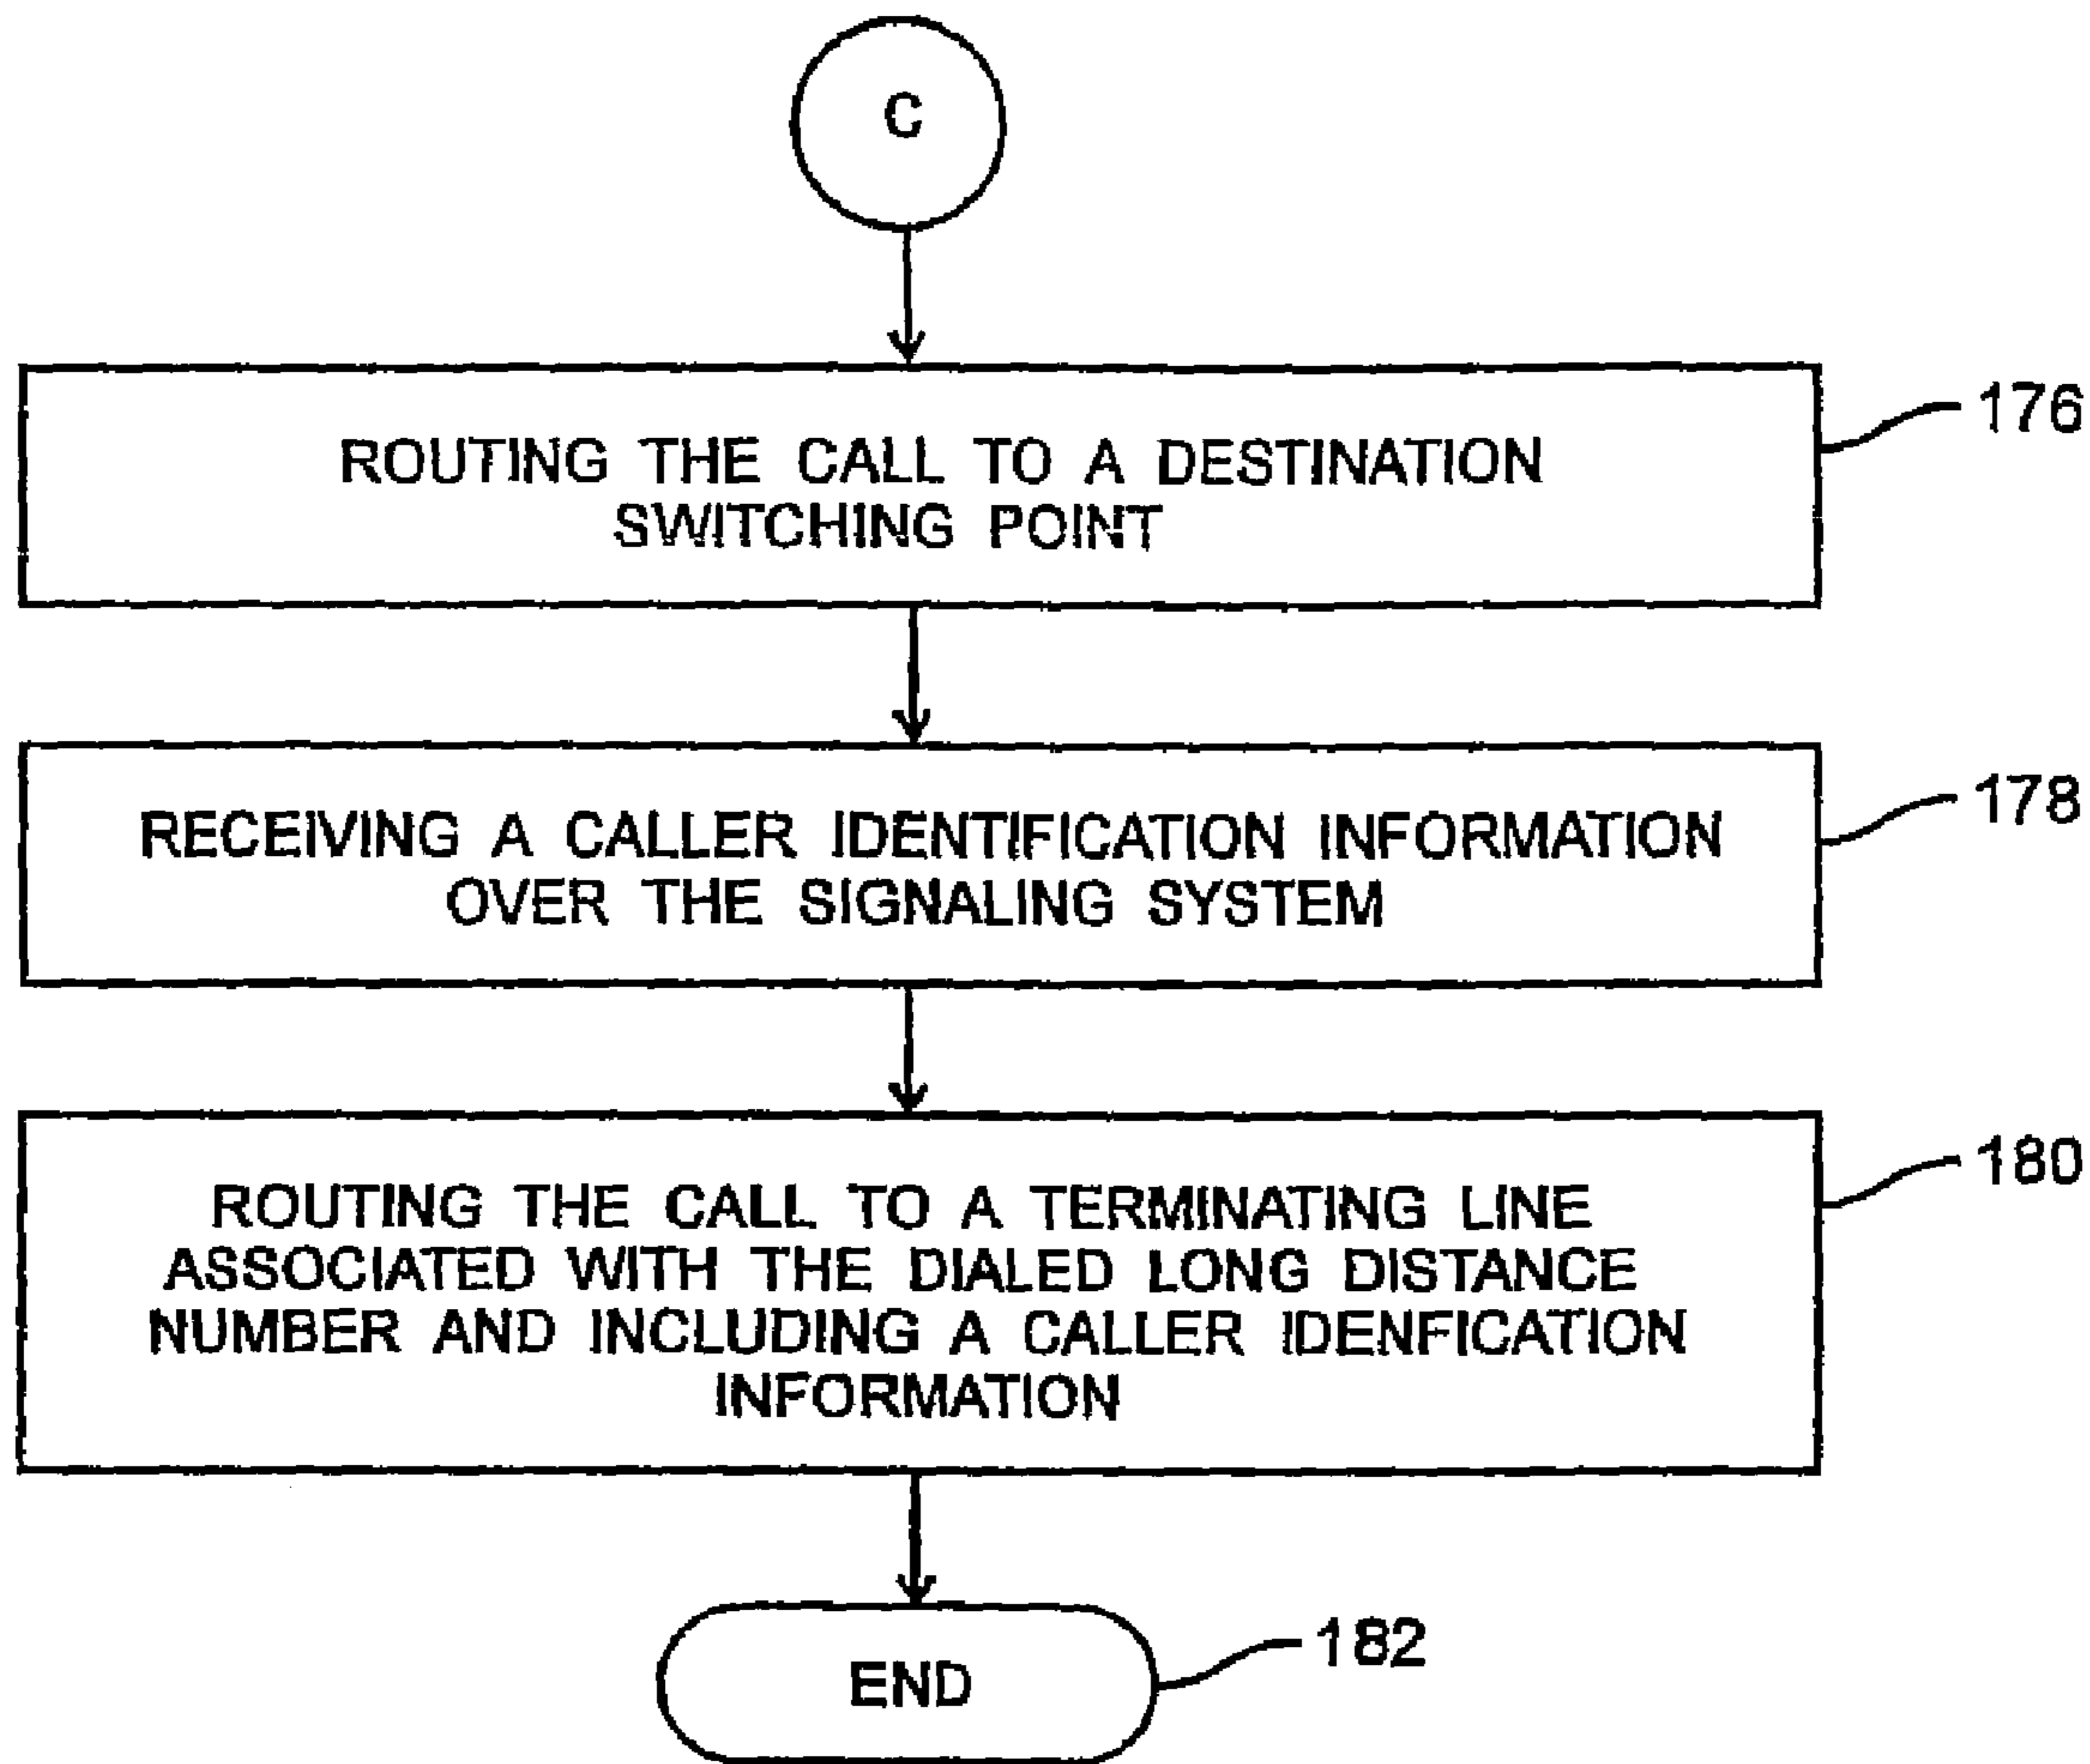 C
ROUTING THE CALL TO A DESTINATION
SWITCHING POINT
176
RECEIVING A CALLER IDENTIFICATION INFORMATION
OVER THE SIGNALING SYSTEM
178
ROUTING THE CALL TO A TERMINATING LINE
ASSOCIATED WITH THE DIALED LONG DISTANCE
NUMBER AND INCLUDING A CALLER IDENFICATION
INFORMATION
180
END
182